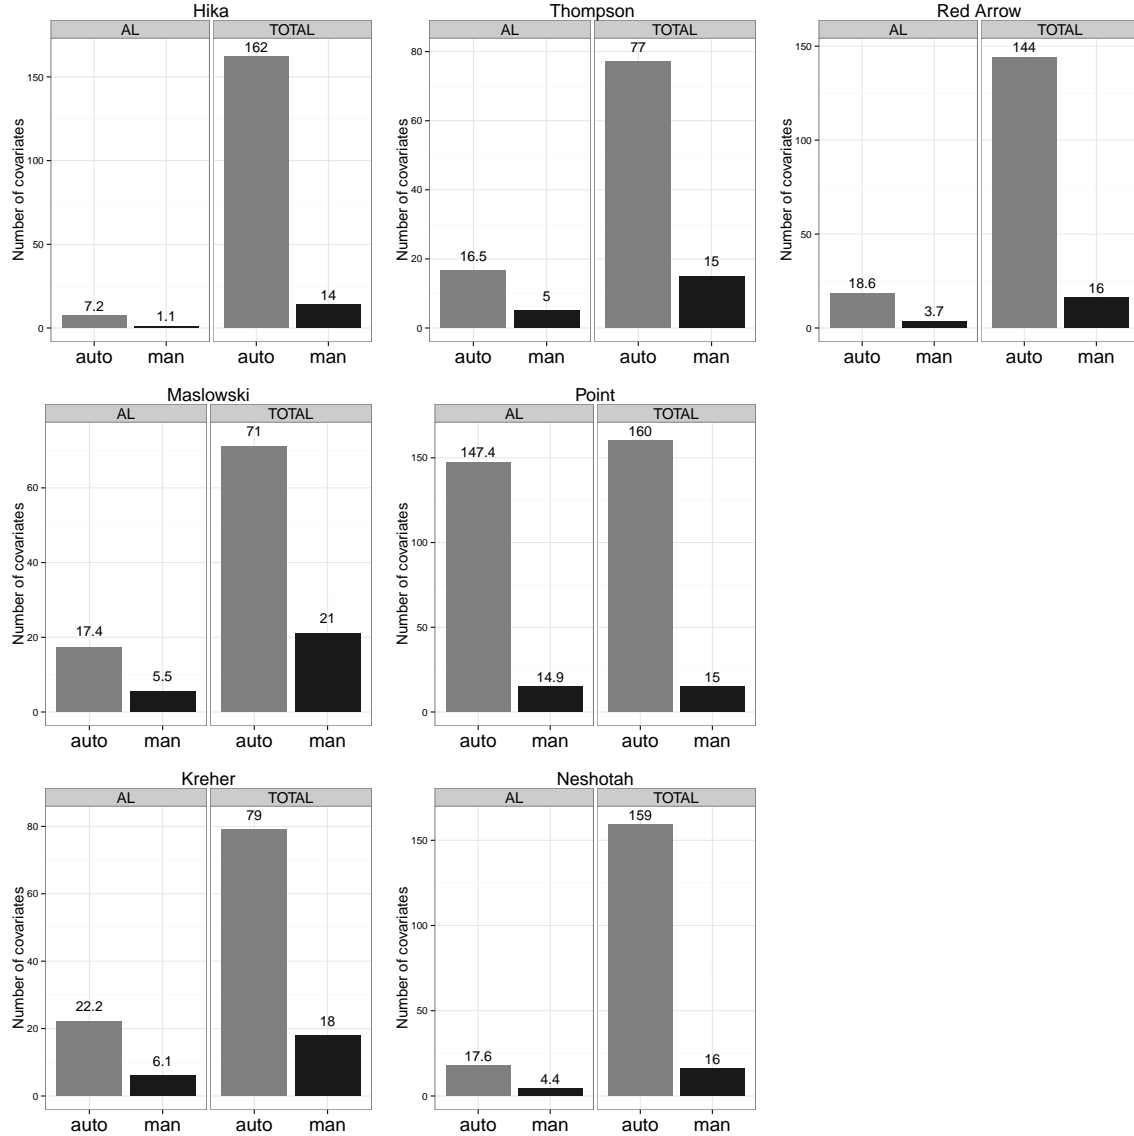 Hika
AL TOTAL
Number of covariates
150
100
50
0
7.2 1.1 162 14
auto man auto man
Thompson
AL TOTAL
Number of covariates
80
60
40
20
0
16.5 5 77 15
auto man auto man
Red Arrow
AL TOTAL
Number of covariates
150
100
50
0
18.6 3.7 144 16
auto man auto man
Maslowski
AL TOTAL
Number of covariates
60
40
20
0
17.4 5.5 71 21
auto man auto man
Point
AL TOTAL
Number of covariates
150
100
50
0
147.4 14.9 160 15
auto man auto man
Kreher
AL TOTAL
Number of covariates
80
60
40
20
0
22.2 6.1 79 18
auto man auto man
Neshotah
AL TOTAL
Number of covariates
150
100
50
0
17.6 4.4 159 16
auto man auto man